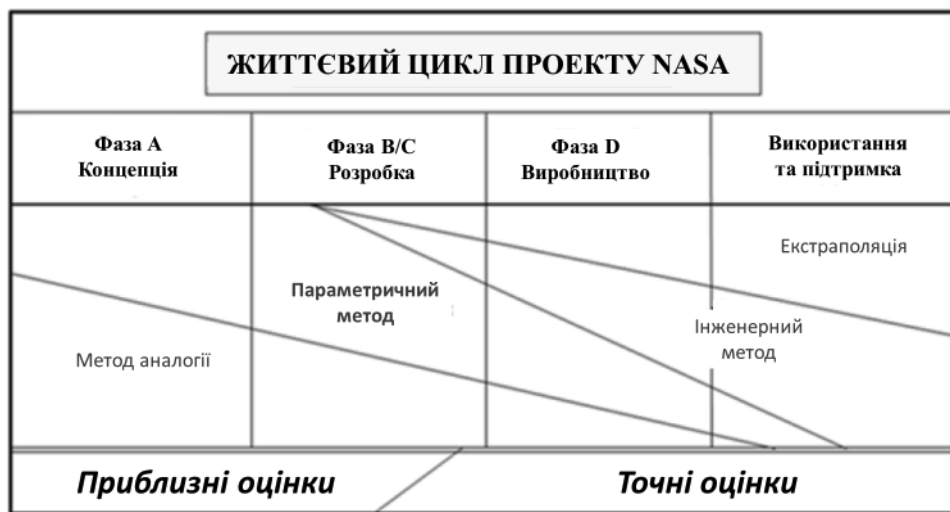 ЖИТТЄВИЙ ЦИКЛ ПРОЕКТУ NASA
Фаза A
Концепція
Фаза B/C
Розробка
Фаза D
Виробництво
Використання
та підтримка
Екстраполяція
Параметричний
метод
Інженерний
метод
Метод аналогії
Приблизні оцінки
Точні оцінки